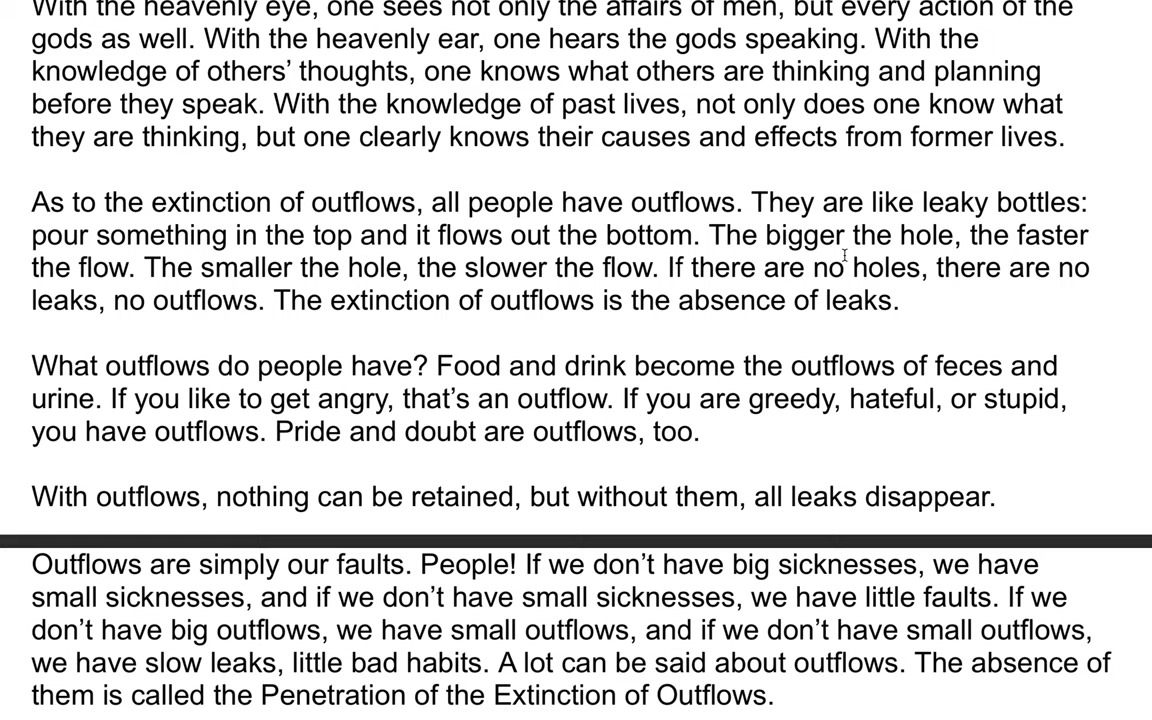 With the heavenly eye, one sees not only the affairs of men, but every action of the
gods as well. With the heavenly ear, one hears the gods speaking. With the
knowledge of others’ thoughts, one knows what others are thinking and planning
before they speak. With the knowledge of past lives, not only does one know what
they are thinking, but one clearly knows their causes and effects from former lives.
As to the extinction of outflows, all people have outflows. They are like leaky bottles:
pour something in the top and it flows out the bottom. The bigger the hole, the faster
the flow. The smaller the hole, the slower the flow. If there are no holes, there are no
leaks, no outflows. The extinction of outflows is the absence of leaks.
What outflows do people have? Food and drink become the outflows of feces and
urine. If you like to get angry, that’s an outflow. If you are greedy, hateful, or stupid,
you have outflows. Pride and doubt are outflows, too.
With outflows, nothing can be retained, but without them, all leaks disappear.
Outflows are simply our faults. People! If we don’t have big sicknesses, we have
small sicknesses, and if we don’t have small sicknesses, we have little faults. If we
don’t have big outflows, we have small outflows, and if we don’t have small outflows,
we have slow leaks, little bad habits. A lot can be said about outflows. The absence of
them is called the Penetration of the Extinction of Outflows.